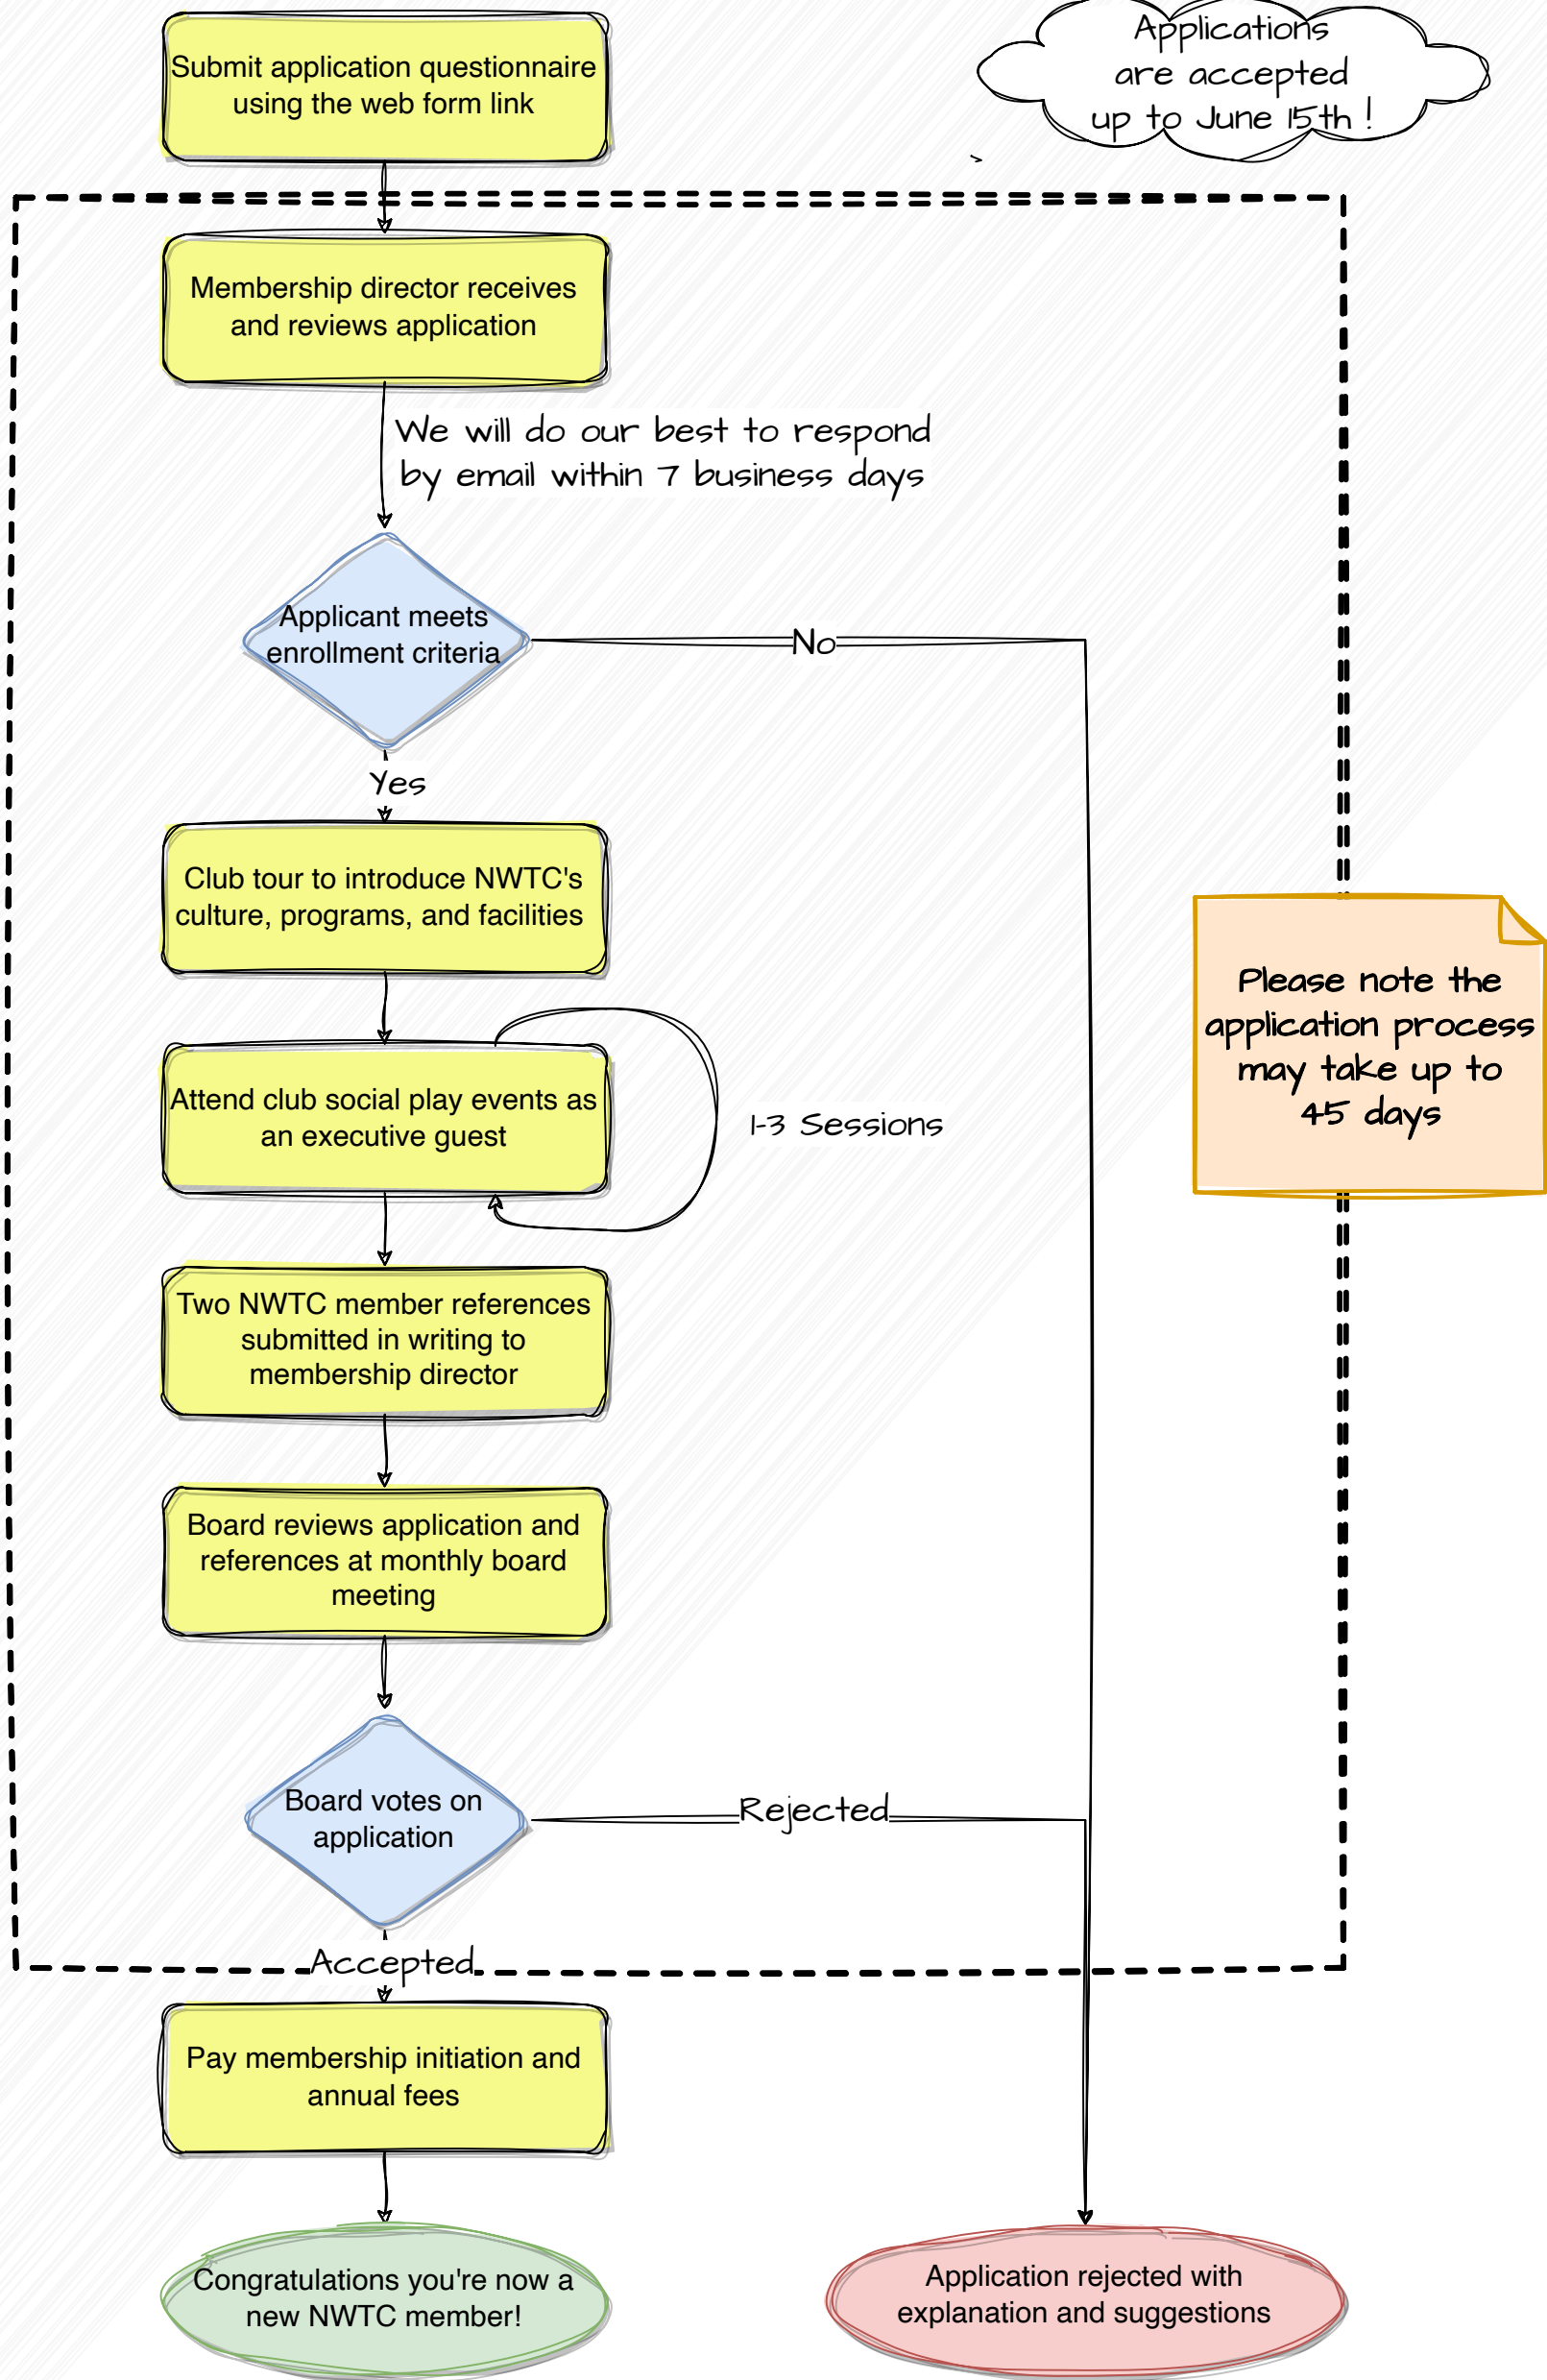 Submit application questionnaire
using the web form link
Applications
are accepted
up to June 15th !
Membership director receives
and reviews application
We will do our best to respond
by email within 7 business days
Applicant meets
enrollment criteria
No
Yes
Club tour to introduce NWTC's
culture, programs, and facilities
Please note the
application process
may take up to
45 days
Attend club social play events as
an executive guest
1-3 Sessions
Two NWTC member references
submitted in writing to
membership director
Board reviews application and
references at monthly board
meeting
Board votes on
application
Rejected
Accepted
Pay membership initiation and
annual fees
Congratulations you're now a
new NWTC member!
Application rejected with
explanation and suggestions